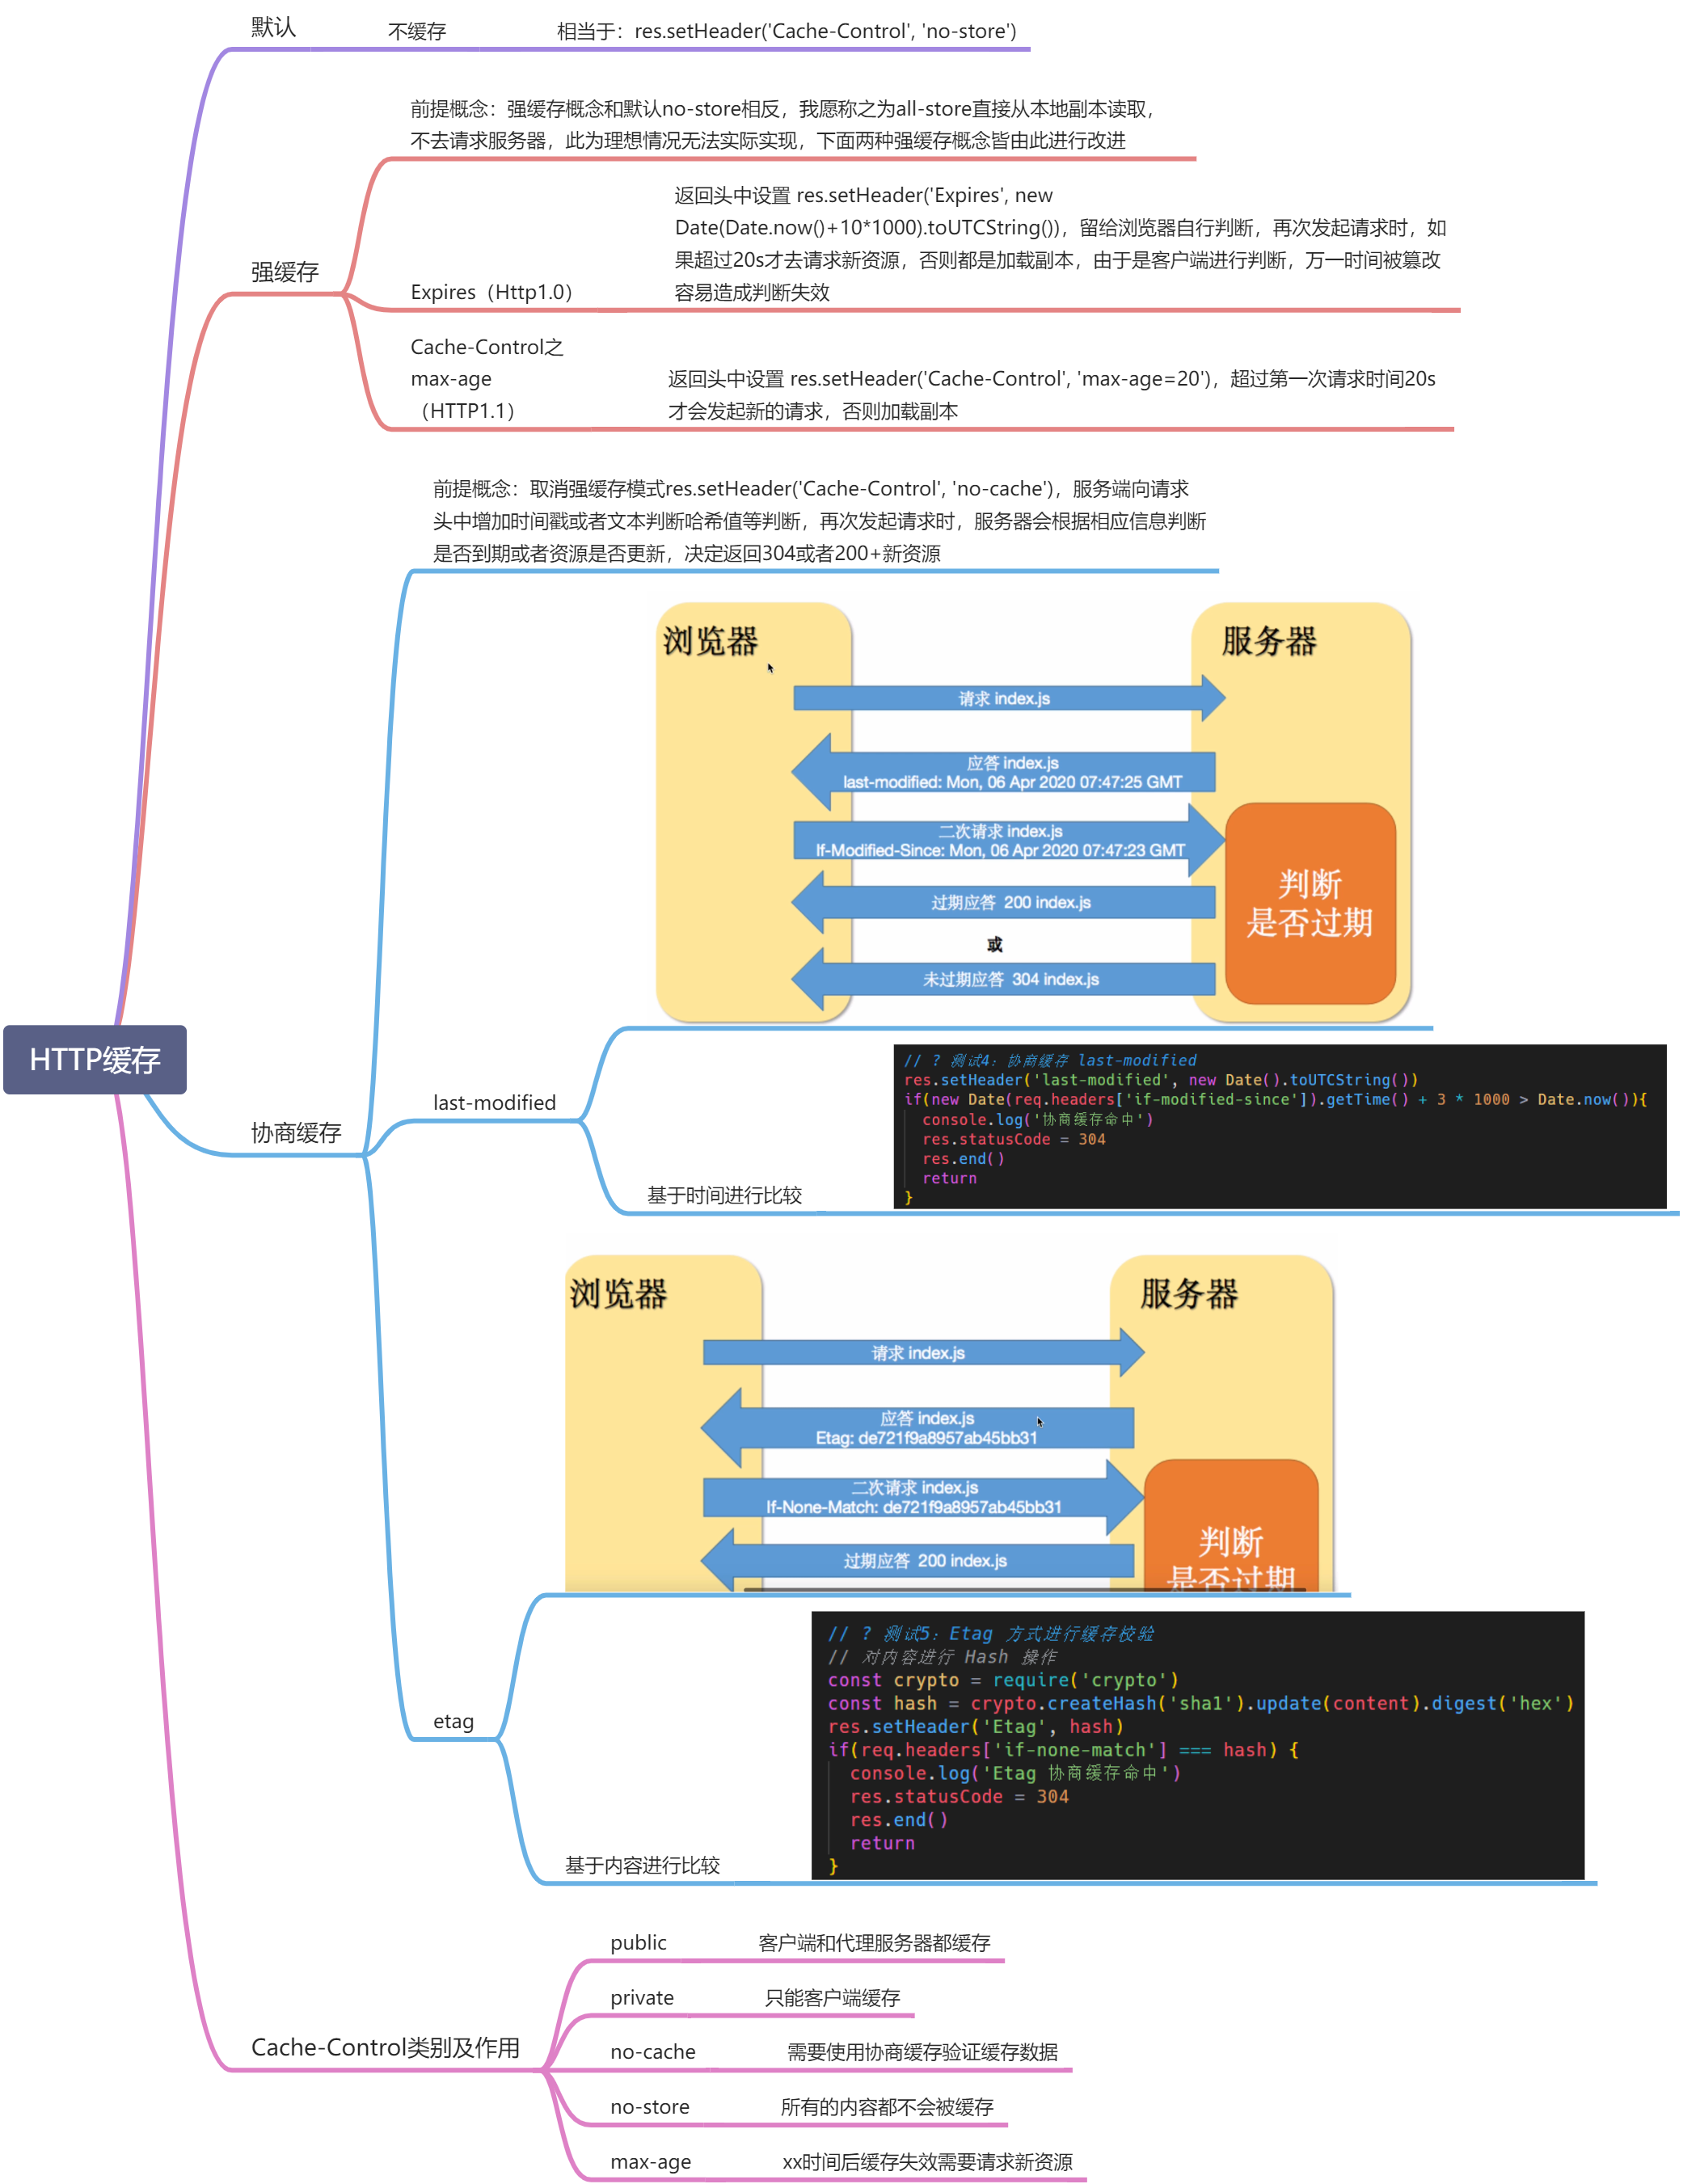 默认
不缓存
相当于：res.setHeader('Cache-Control', 'no-store')
前提概念：强缓存概念和默认no-store相反，我愿称之为all-store直接从本地副本读取，
不去请求服务器，此为理想情况无法实际实现，下面两种强缓存概念皆由此进行改进
强缓存
Expires（Http1.0）
返回头中设置 res.setHeader('Expires', new
Date(Date.now()+10*1000).toUTCString())，留给浏览器自行判断，再次发起请求时，如
果超过20s才去请求新资源，否则都是加载副本，由于是客户端进行判断，万一时间被篡改
容易造成判断失效
Cache-Control之
max-age
（HTTP1.1）
返回头中设置 res.setHeader('Cache-Control', 'max-age=20')，超过第一次请求时间20s
才会发起新的请求，否则加载副本
HTTP缓存
协商缓存
前提概念：取消强缓存模式res.setHeader('Cache-Control', 'no-cache')，服务端向请求
头中增加时间戳或者文本判断哈希值等判断，再次发起请求时，服务器会根据相应信息判断
是否到期或者资源是否更新，决定返回304或者200+新资源
last-modified
浏览器
服务器
请求 index.js
应答 index.js
last-modified: Mon, 06 Apr 2020 07:47:25 GMT
二次请求 index.js
If-Modified-Since: Mon, 06 Apr 2020 07:47:23 GMT
过期应答 200 index.js
或
未过期应答 304 index.js
判断
是否过期
基于时间进行比较
// ? 测试4：协商缓存 last-modified
res.setHeader('last-modified', new Date().toUTCString())
if(new Date(req.headers['if-modified-since']).getTime() + 3 * 1000 > Date.now()){
console.log('协商缓存命中')
res.statusCode = 304
res.end()
return
}
etag
浏览器
服务器
请求 index.js
应答 index.js
Etag: de721f9a8957ab45bb31
二次请求 index.js
If-None-Match: de721f9a8957ab45bb31
过期应答 200 index.js
判断
是否过期
基于内容进行比较
// ? 测试5：Etag 方式进行缓存校验
// 对内容进行 Hash 操作
const crypto = require('crypto')
const hash = crypto.createHash('sha1').update(content).digest('hex')
res.setHeader('Etag', hash)
if(req.headers['if-none-match'] === hash) {
console.log('Etag 协商缓存命中')
res.statusCode = 304
res.end()
return
}
Cache-Control类别及作用
public
客户端和代理服务器都缓存
private
只能客户端缓存
no-cache
需要使用协商缓存验证缓存数据
no-store
所有的内容都不会被缓存
max-age
xx时间后缓存失效需要请求新资源